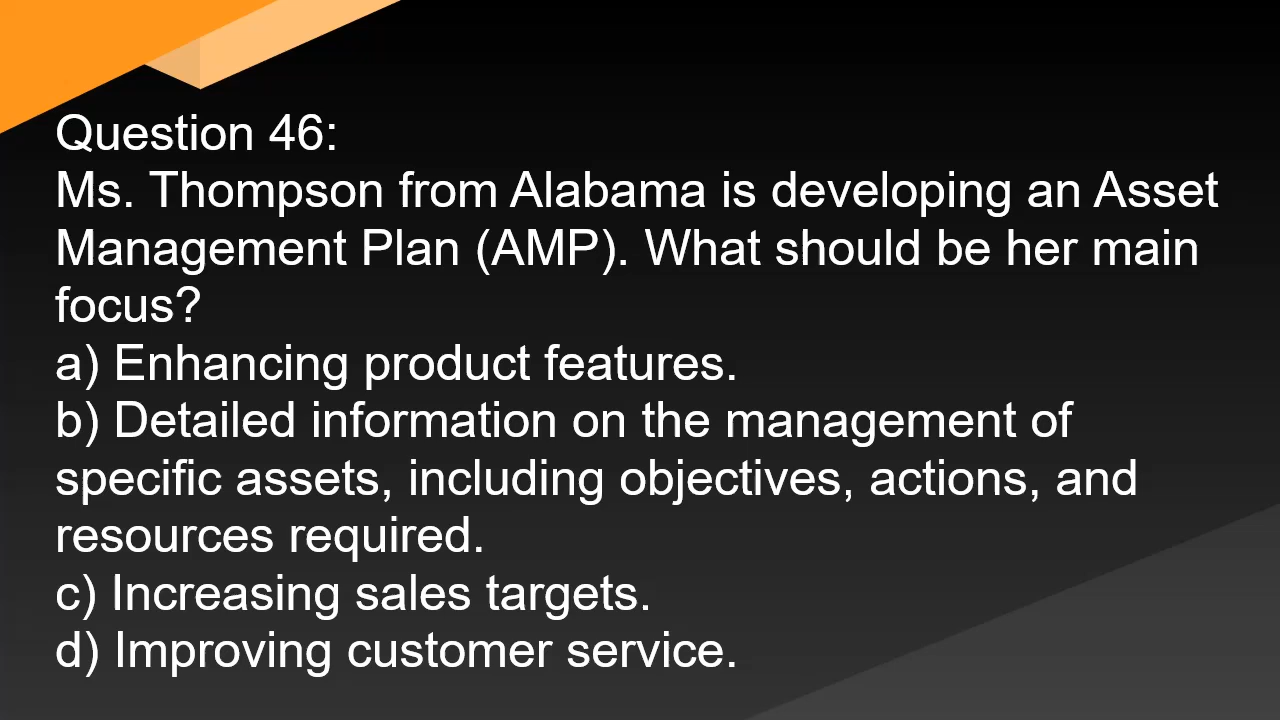 Question 46:
Ms. Thompson from Alabama is developing an Asset
Management Plan (AMP). What should be her main
focus?
a) Enhancing product features.
b) Detailed information on the management of
specific assets, including objectives, actions, and
resources required.
c) Increasing sales targets.
d) Improving customer service.